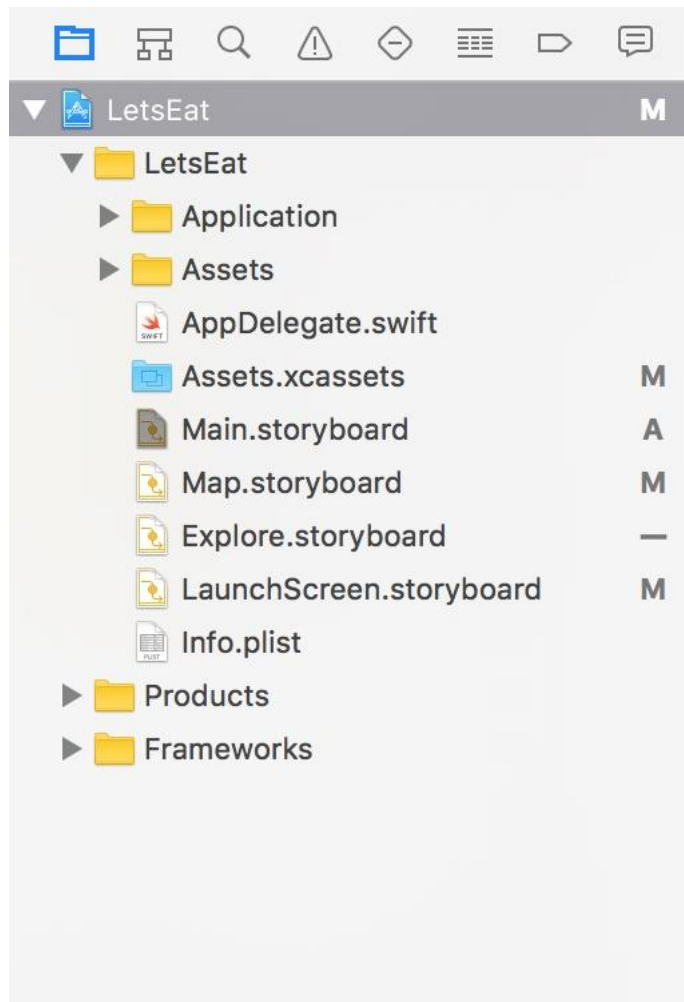 LetsEat M
LetsEat
Application
Assets
SWIFT AppDelegate.swift
Assets.xcassets M
Main.storyboard A
Map.storyboard M
Explore.storyboard —
LaunchScreen.storyboard M
PLIST Info.plist
Products
Frameworks